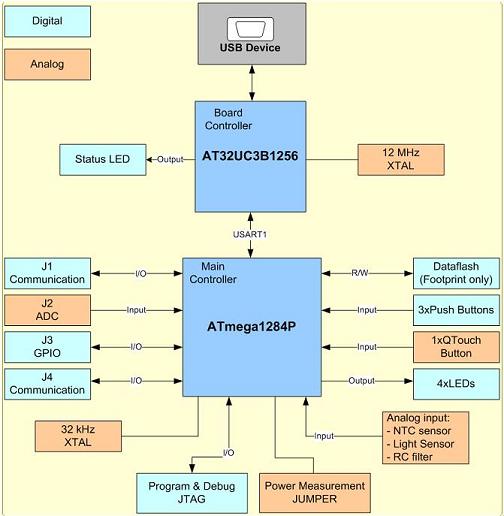 Digital
USB Device
Analog
Board
Controller
AT32UC3B1256
Status LED
Output
12 MHz
XTAL
USART1
J1
Communication
I/O
Main
Controller
R/W
Dataflash
(Footprint only)
J2
ADC
Input
ATmega1284P
Input
3xPush Buttons
J3
GPIO
I/O
Input
1xQTouch
Button
J4
Communication
I/O
Output
4xLEDs
32 kHz
XTAL
Input
Analog input:
- NTC sensor
- Light Sensor
- RC filter
I/O
Program & Debug
JTAG
Power Measurement
JUMPER